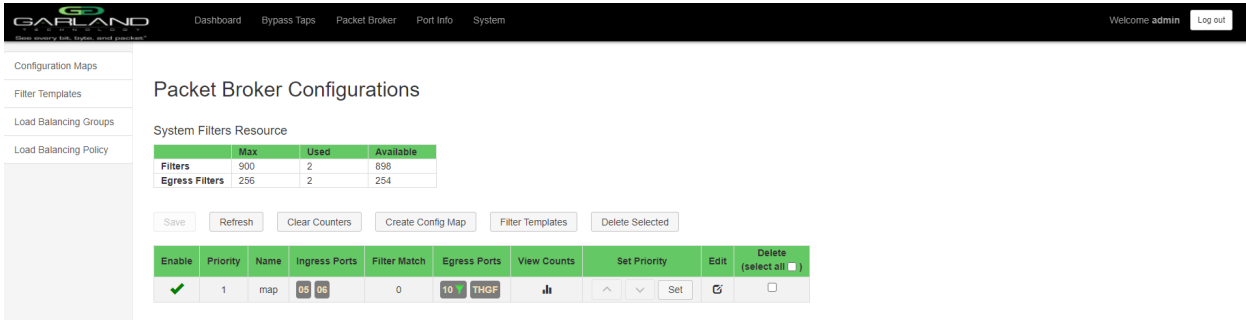 GARLAND
TECHNOLOGY
See every bit, byte, and packet®
Dashboard Bypass Taps Packet Broker Port Info System
Welcome admin Log out
Configuration Maps
Filter Templates
Load Balancing Groups
Load Balancing Policy
Packet Broker Configurations
System Filters Resource
Max Used Available
Filters 900 2 898
Egress Filters 256 2 254
Save Refresh Clear Counters Create Config Map Filter Templates Delete Selected
Enable Priority Name Ingress Ports Filter Match Egress Ports View Counts Set Priority Edit Delete
(select all )
1 map 05 06 0 10 THGF Set